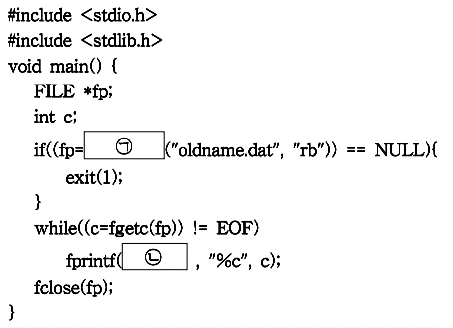 #include <stdio.h>
#include <stdlib.h>
void main() {
FILE *fp;
int c;
if((fp= ㉠ ("oldname.dat", "rb")) == NULL){
exit(1);
}
while((c=fgetc(fp)) != EOF)
fprintf( ㉡ , "%c", c);
fclose(fp);
}